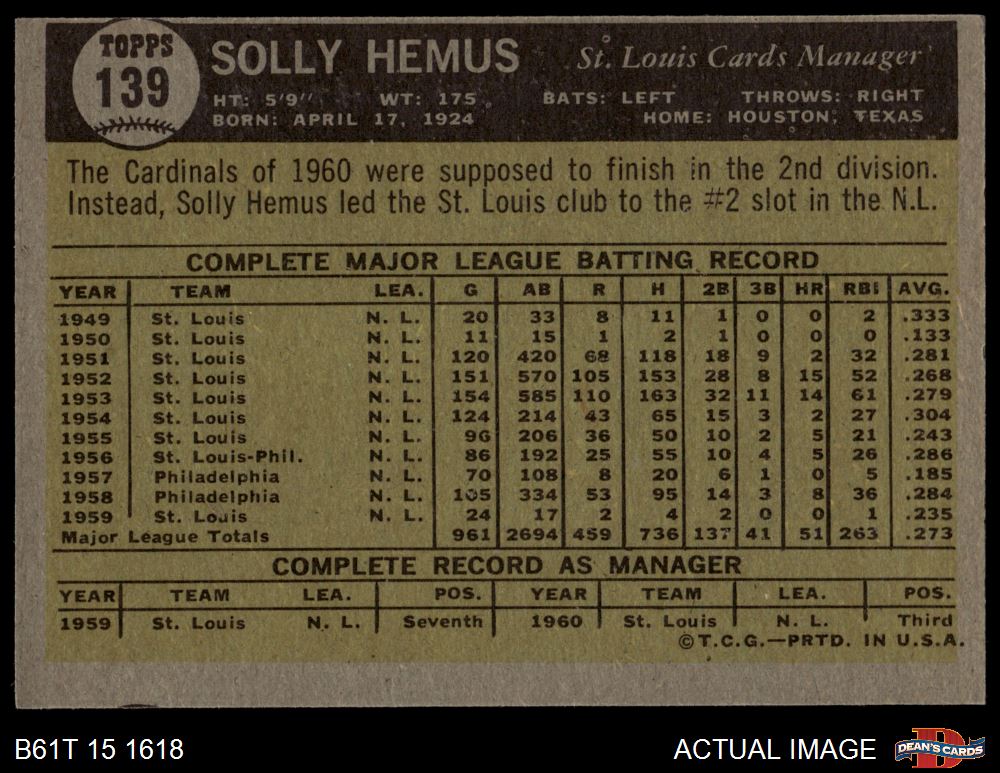 TOPPS
139
SOLLY HEMUS St. Louis Cards Manager
HT: 5'9" WT: 175 BATS: LEFT THROWS: RIGHT
BORN: APRIL 17, 1924 HOME: HOUSTON, TEXAS
The Cardinals of 1960 were supposed to finish in the 2nd division.
Instead, Solly Hemus led the St. Louis club to the #2 slot in the N.L.
COMPLETE MAJOR LEAGUE BATTING RECORD
YEAR TEAM LEA. G AB R H 2B 3B HR RBI AVG.
1949 St. Louis N. L. 20 33 8 11 1 0 0 2 .333
1950 St. Louis N. L. 11 15 1 2 1 0 0 0 .133
1951 St. Louis N. L. 120 420 68 118 18 9 2 32 .281
1952 St. Louis N. L. 151 570 105 153 28 8 15 52 .268
1953 St. Louis N. L. 154 585 110 163 32 11 14 61 .279
1954 St. Louis N. L. 124 214 43 65 15 3 2 27 .304
1955 St. Louis N. L. 96 206 36 50 10 2 5 21 .243
1956 St. Louis-Phil. N. L. 86 192 25 55 10 4 5 26 .286
1957 Philadelphia N. L. 70 108 8 20 6 1 0 5 .185
1958 Philadelphia N. L. 105 334 53 95 14 3 8 36 .284
1959 St. Louis N. L. 24 17 2 4 2 0 0 1 .235
Major League Totals 961 2694 459 736 137 41 51 263 .273
COMPLETE RECORD AS MANAGER
YEAR TEAM LEA. POS. YEAR TEAM LEA. POS.
1959 St. Louis N. L. Seventh 1960 St. Louis N. L. Third
©T.C.G.—PRTD. IN U.S.A.
B61T 15 1618 ACTUAL IMAGE DEAN'S CARDS